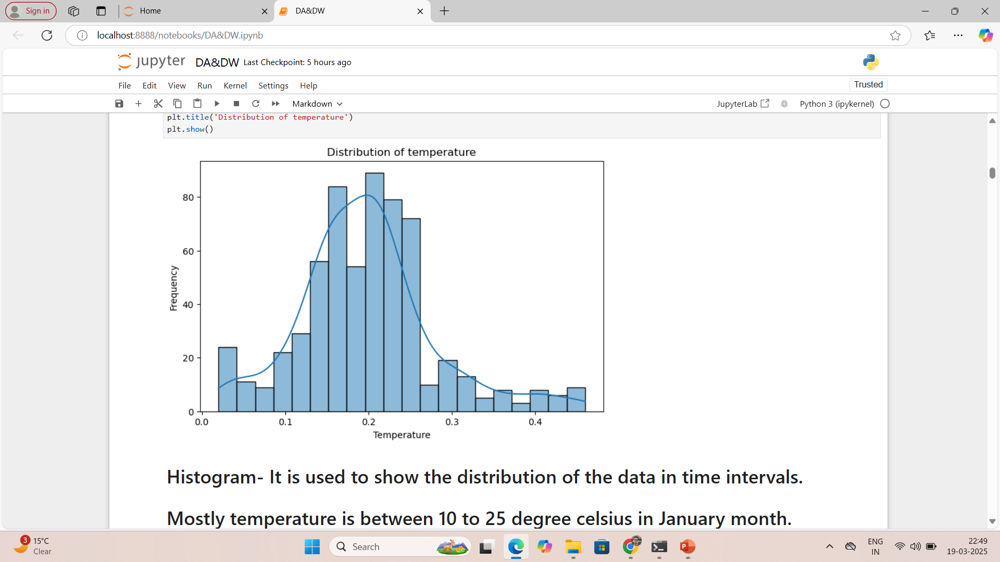 Sign in
Home
DA&DW
localhost:8888/notebooks/DA&DW.ipynb
jupyter DA&DW Last Checkpoint: 5 hours ago
File Edit View Run Kernel Settings Help
Trusted
Markdown
JupyterLab
Python 3 (ipykernel)
plt.title('Distribution of temperature')
plt.show()
Distribution of temperature
80
60
40
20
0
Frequency
0.0 0.1 0.2 0.3 0.4
Temperature
Histogram- It is used to show the distribution of the data in time intervals.
Mostly temperature is between 10 to 25 degree celsius in January month.
3
15°C
Clear
Search
P
ENG
IN
22:49
19-03-2025